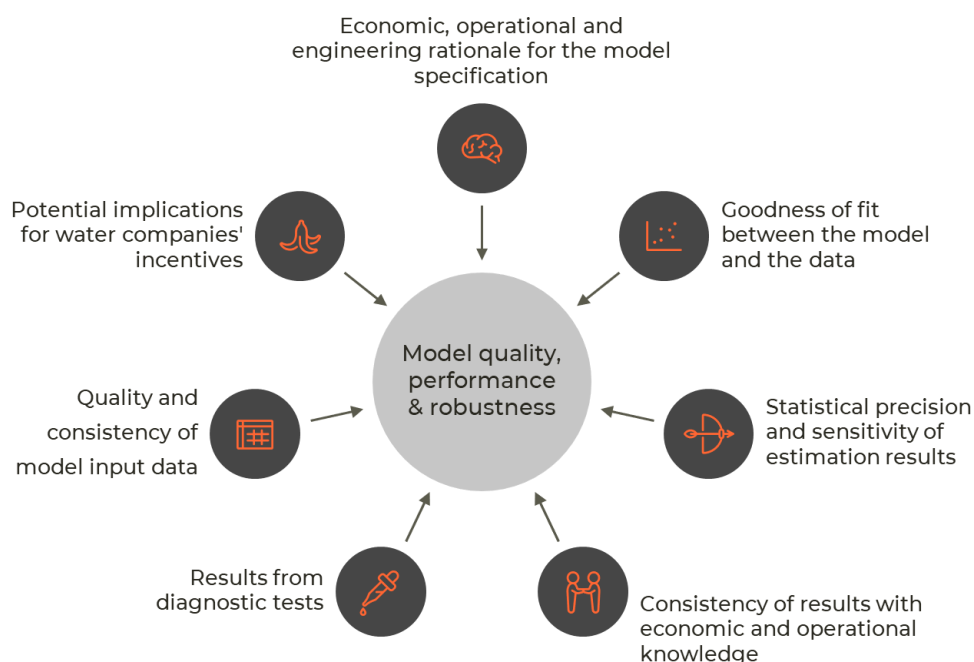 Economic, operational and
engineering rationale for the model
specification
Potential implications
for water companies'
incentives
Goodness of fit
between the model
and the data
Model quality,
performance
& robustness
Quality and
consistency of
model input data
Statistical precision
and sensitivity of
estimation results
Results from
diagnostic tests
Consistency of results with
economic and operational
knowledge